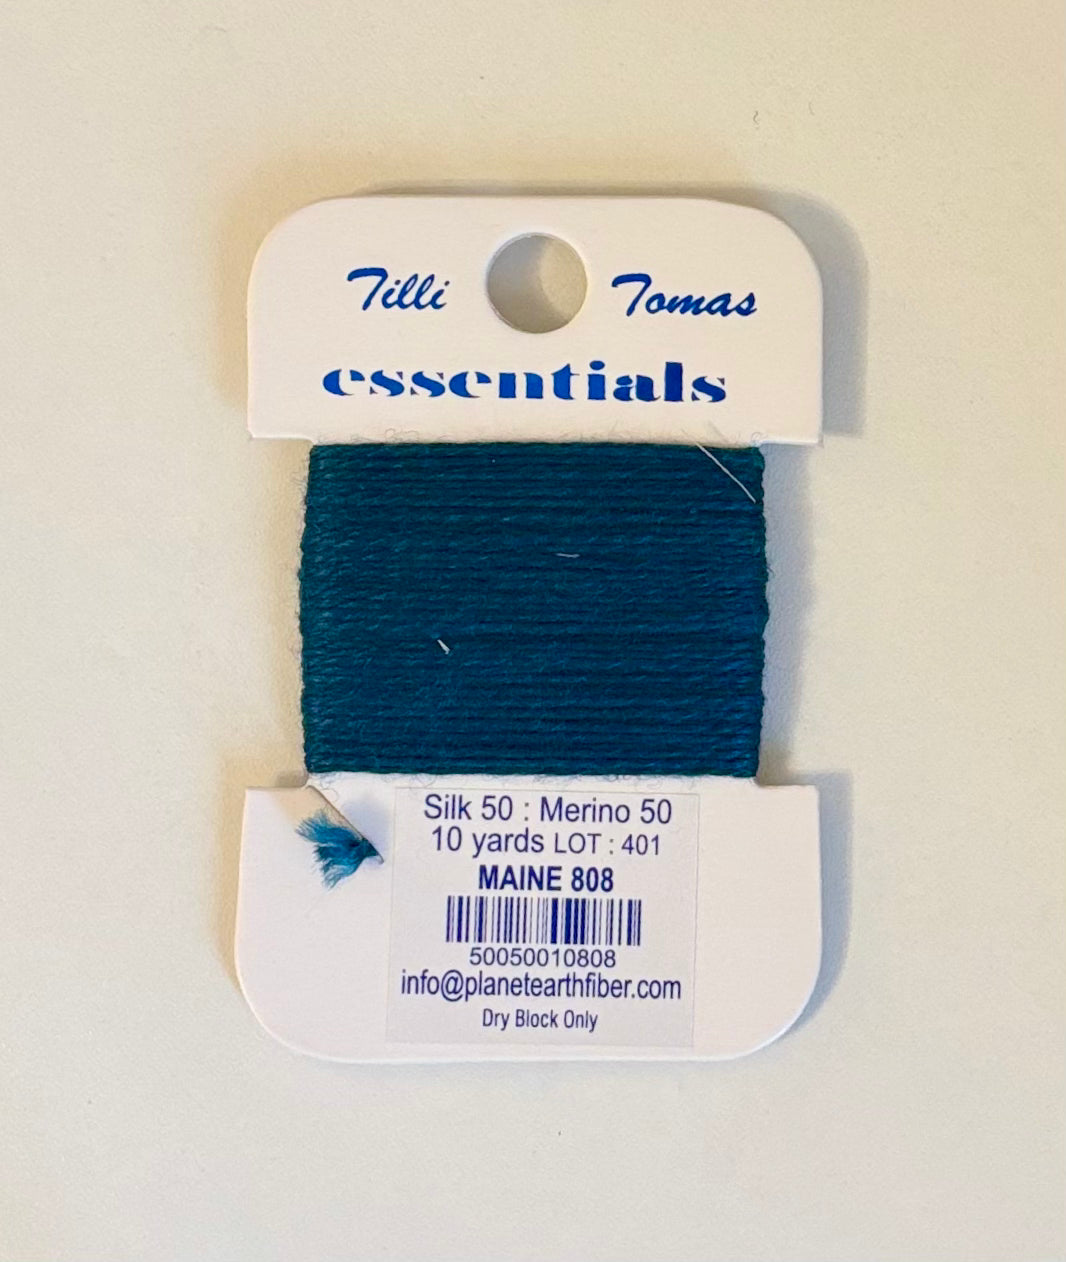 Tilli Tomas
essentials
Silk 50 : Merino 50
10 yards LOT : 401
MAINE 808
50050010808
info@planetearthfiber.com
Dry Block Only